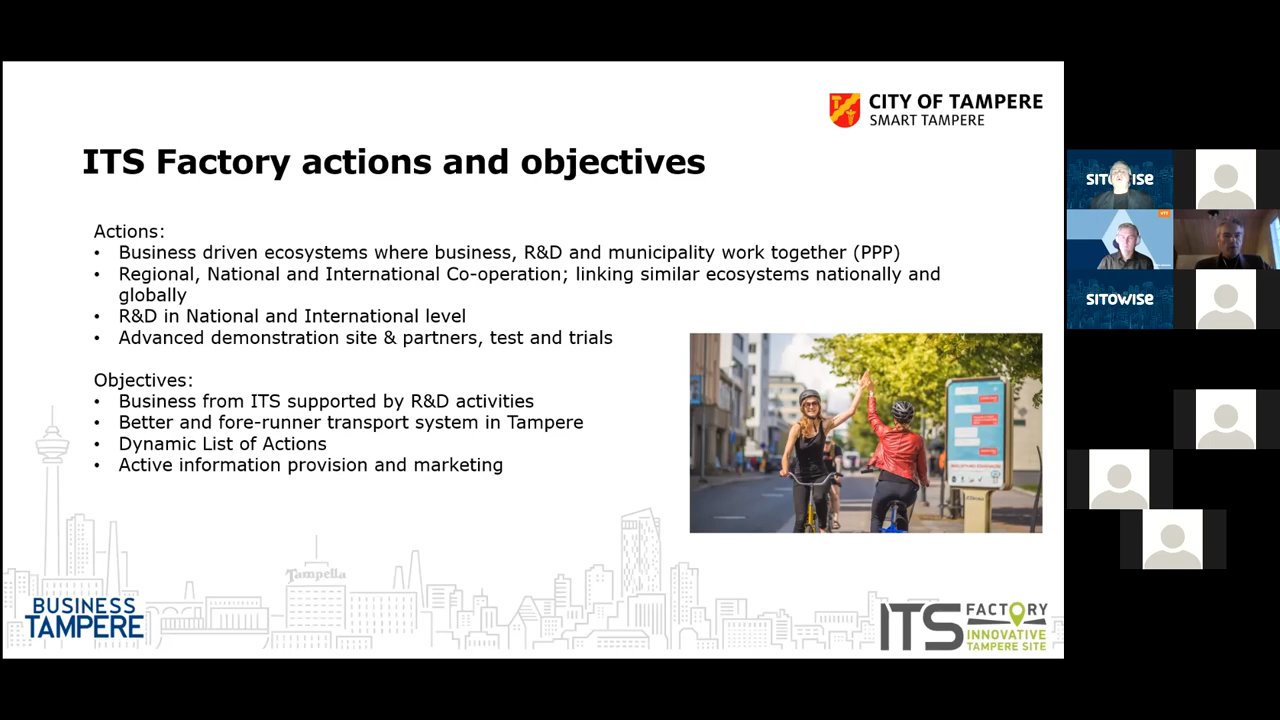 CITY OF TAMPERE
SMART TAMPERE
ITS Factory actions and objectives
Actions:
• Business driven ecosystems where business, R&D and municipality work together (PPP)
• Regional, National and International Co-operation; linking similar ecosystems nationally and
globally
• R&D in National and International level
• Advanced demonstration site & partners, test and trials
Objectives:
• Business from ITS supported by R&D activities
• Better and fore-runner transport system in Tampere
• Dynamic List of Actions
• Active information provision and marketing
Tampella
BUSINESS
TAMPERE
ITS FACTORY
INNOVATIVE
TAMPERE SITE
SITOWISE